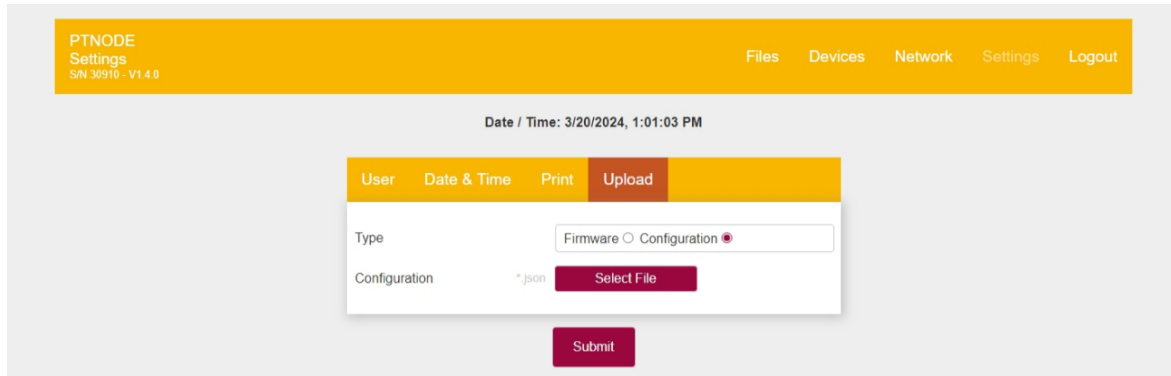 PTNODE
Settings
S/N 30910 - V1.4.0
Files Devices Network Settings Logout
Date / Time: 3/20/2024, 1:01:03 PM
User Date & Time Print Upload
Type Firmware Configuration
Configuration *.json Select File
Submit